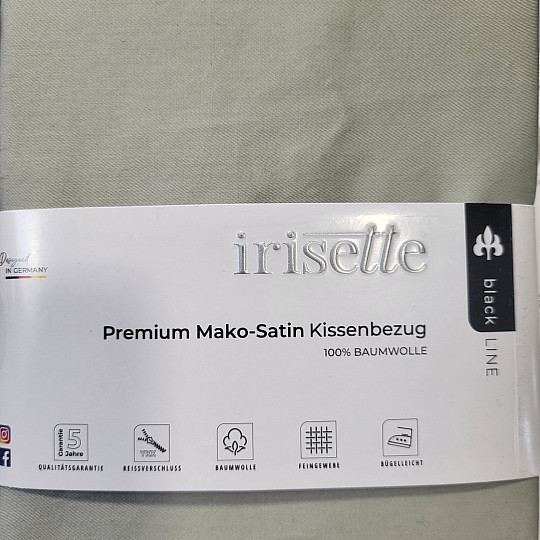 irisette
Designed
IN GERMANY
black LINE
Premium Mako-Satin Kissenbezug
100% BAUMWOLLE
Garantie
5
Jahre
QUALITÄTSGARANTIE
YKK
REISSVERSCHLUSS
BAUMWOLLE
FEINGEWEBE
BÜGELLEICHT